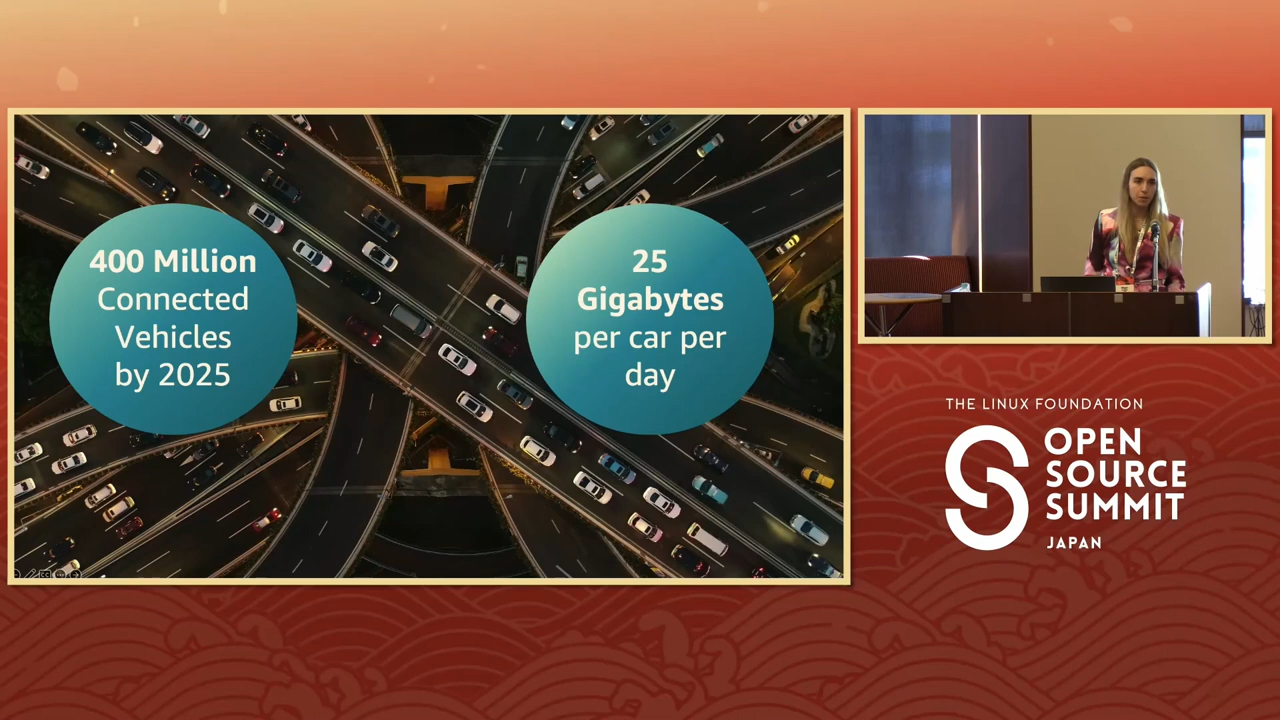 400 Million
Connected
Vehicles
by 2025
25
Gigabytes
per car per
day
THE LINUX FOUNDATION
OPEN
SOURCE
SUMMIT
JAPAN